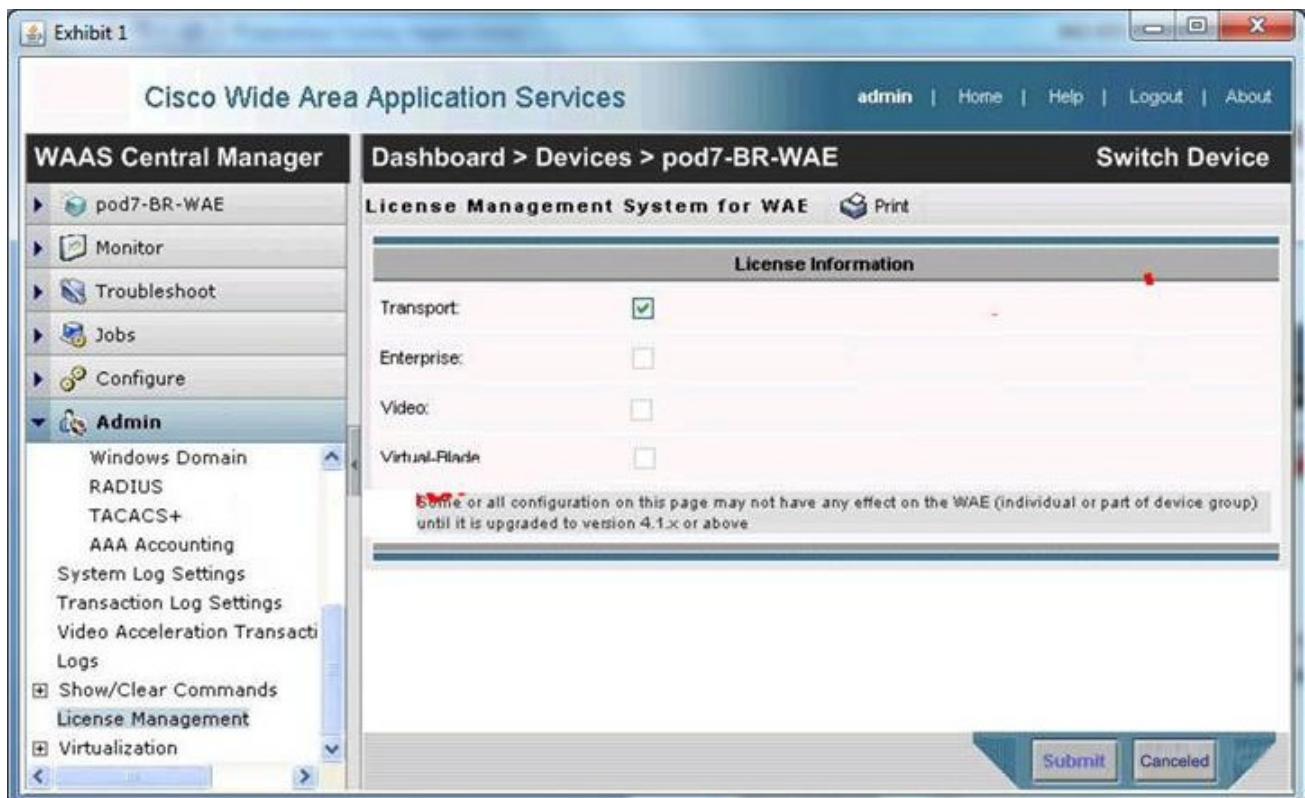 Exhibit 1
Cisco Wide Area Application Services
admin | Home | Help | Logout | About
WAAS Central Manager
Dashboard > Devices > pod7-BR-WAE
Switch Device
pod7-BR-WAE
Monitor
Troubleshoot
Jobs
Configure
Admin
Windows Domain
RADIUS
TACACS+
AAA Accounting
System Log Settings
Transaction Log Settings
Video Acceleration Transacti
Logs
Show/Clear Commands
License Management
Virtualization
License Management System for WAE
Print
License Information
Transport:
Enterprise:
Video:
Virtual-Blade
Some or all configuration on this page may not have any effect on the WAE (individual or part of device group)
until it is upgraded to version 4.1.x or above
Submit
Canceled